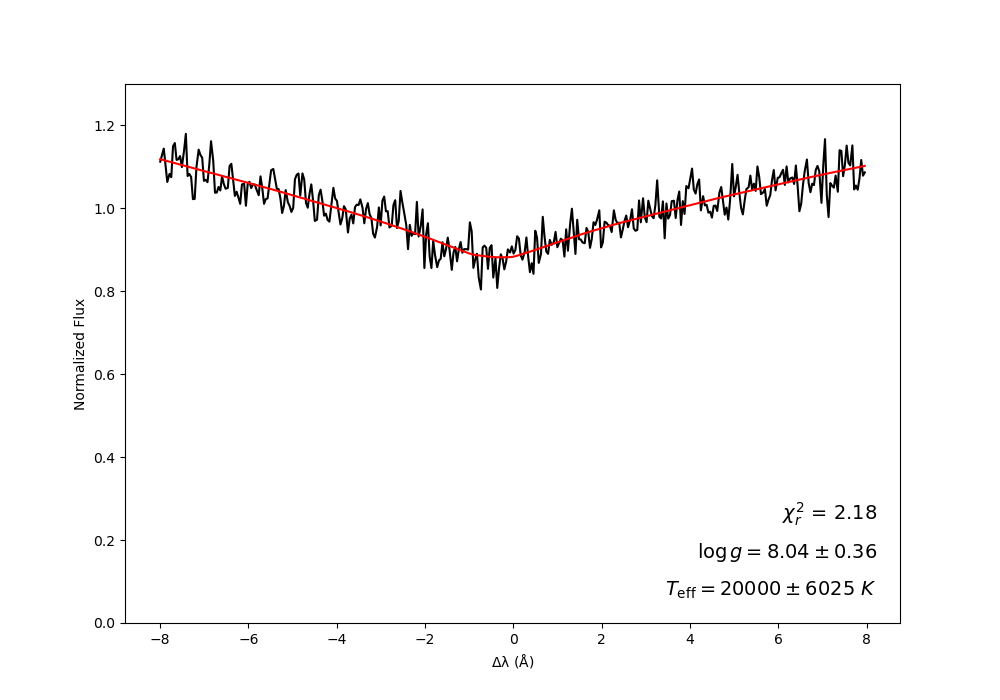 Normalized Flux
1.2
1.0
0.8
0.6
0.4
0.2
0.0
χ²ᵣ = 2.18
log g = 8.04 ± 0.36
T_eff = 20000 ± 6025 K
−8 −6 −4 −2 0 2 4 6 8
Δλ (Å)